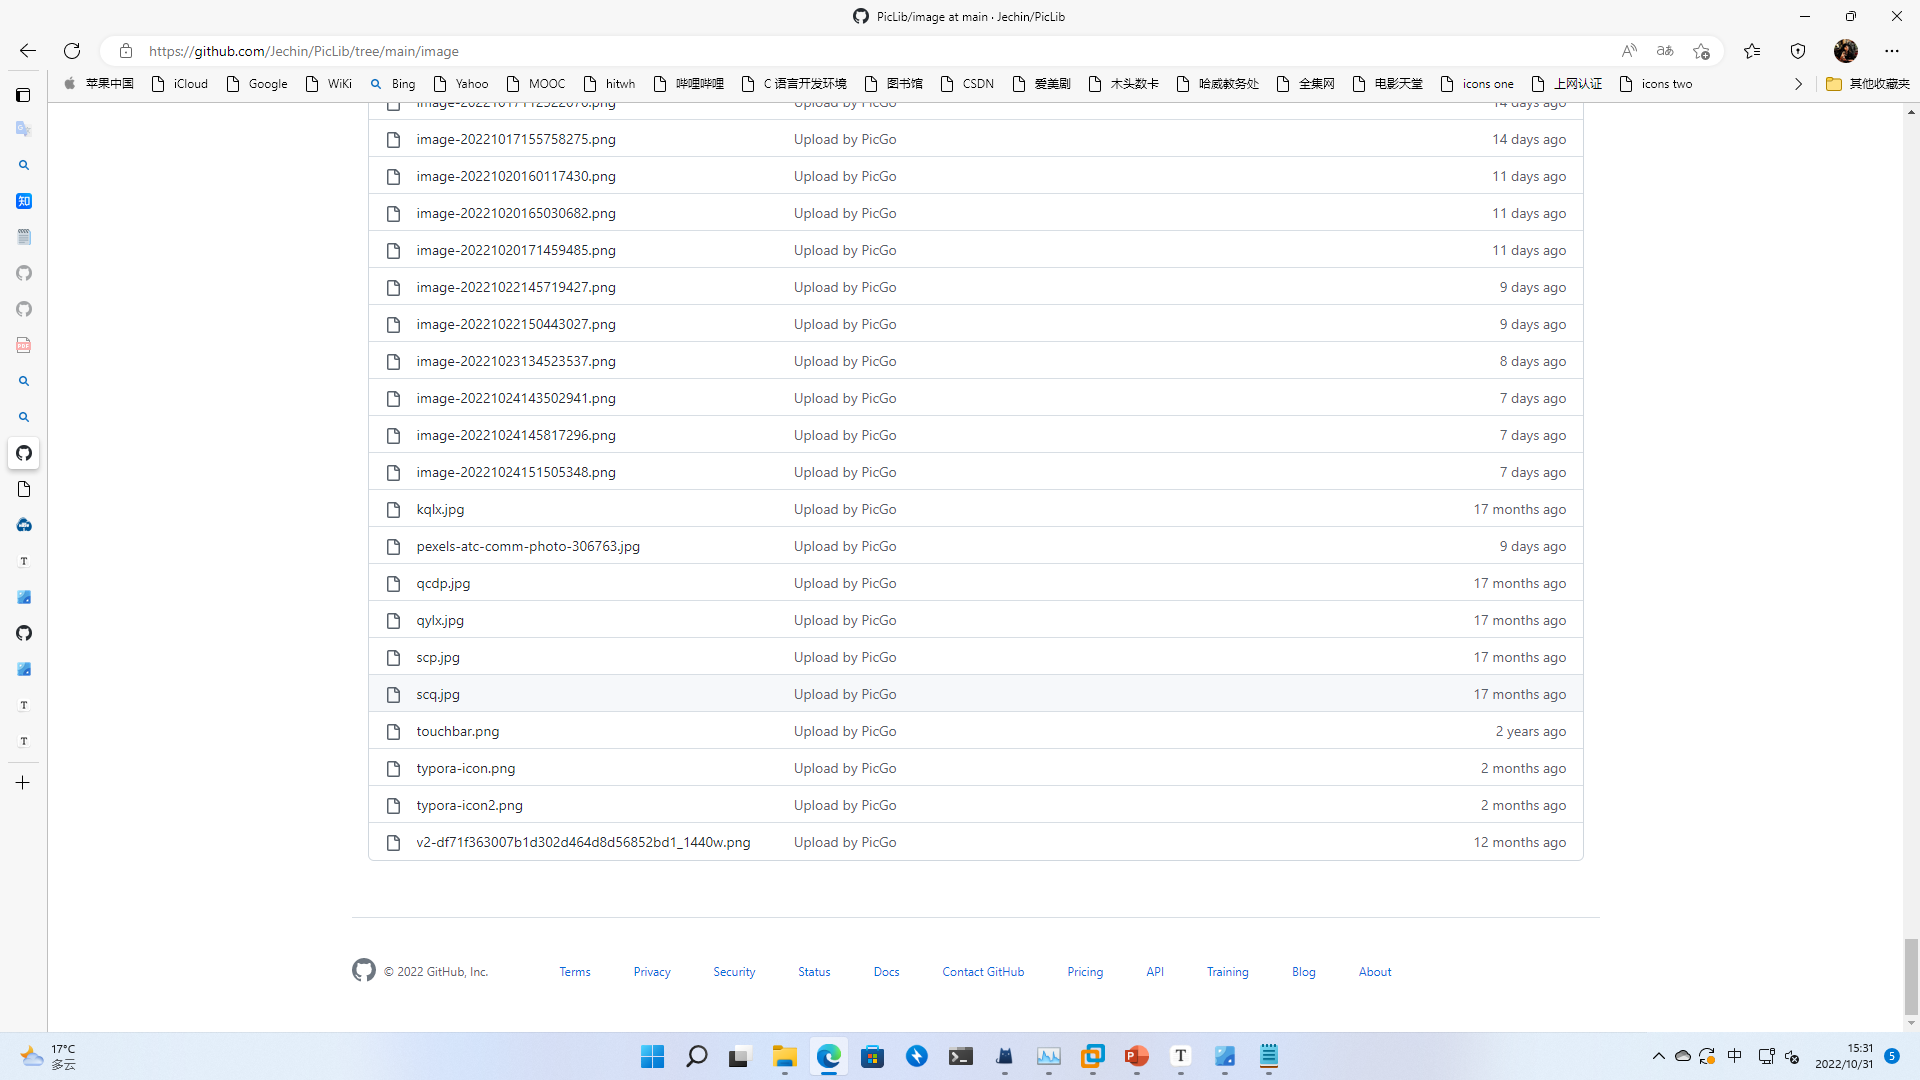 PicLib/image at main · Jechin/PicLib
https://github.com/Jechin/PicLib/tree/main/image
苹果中国 iCloud Google WiKi Bing Yahoo MOOC hitwh 哔哩哔哩 C 语言开发环境 图书馆 CSDN 爱美剧 木头数卡 哈威教务处 全集网 电影天堂 icons one 上网认证 icons two 其他收藏夹
image-20221017112522070.png Upload by PicGo 14 days ago
image-20221017155758275.png Upload by PicGo 14 days ago
image-20221020160117430.png Upload by PicGo 11 days ago
image-20221020165030682.png Upload by PicGo 11 days ago
image-20221020171459485.png Upload by PicGo 11 days ago
image-20221022145719427.png Upload by PicGo 9 days ago
image-20221022150443027.png Upload by PicGo 9 days ago
image-20221023134523537.png Upload by PicGo 8 days ago
image-20221024143502941.png Upload by PicGo 7 days ago
image-20221024145817296.png Upload by PicGo 7 days ago
image-20221024151505348.png Upload by PicGo 7 days ago
kqlx.jpg Upload by PicGo 17 months ago
pexels-atc-comm-photo-306763.jpg Upload by PicGo 9 days ago
qcdp.jpg Upload by PicGo 17 months ago
qylx.jpg Upload by PicGo 17 months ago
scp.jpg Upload by PicGo 17 months ago
scq.jpg Upload by PicGo 17 months ago
touchbar.png Upload by PicGo 2 years ago
typora-icon.png Upload by PicGo 2 months ago
typora-icon2.png Upload by PicGo 2 months ago
v2-df71f363007b1d302d464d8d56852bd1_1440w.png Upload by PicGo 12 months ago
© 2022 GitHub, Inc. Terms Privacy Security Status Docs Contact GitHub Pricing API Training Blog About
17°C
多云
中
15:31
2022/10/31
5